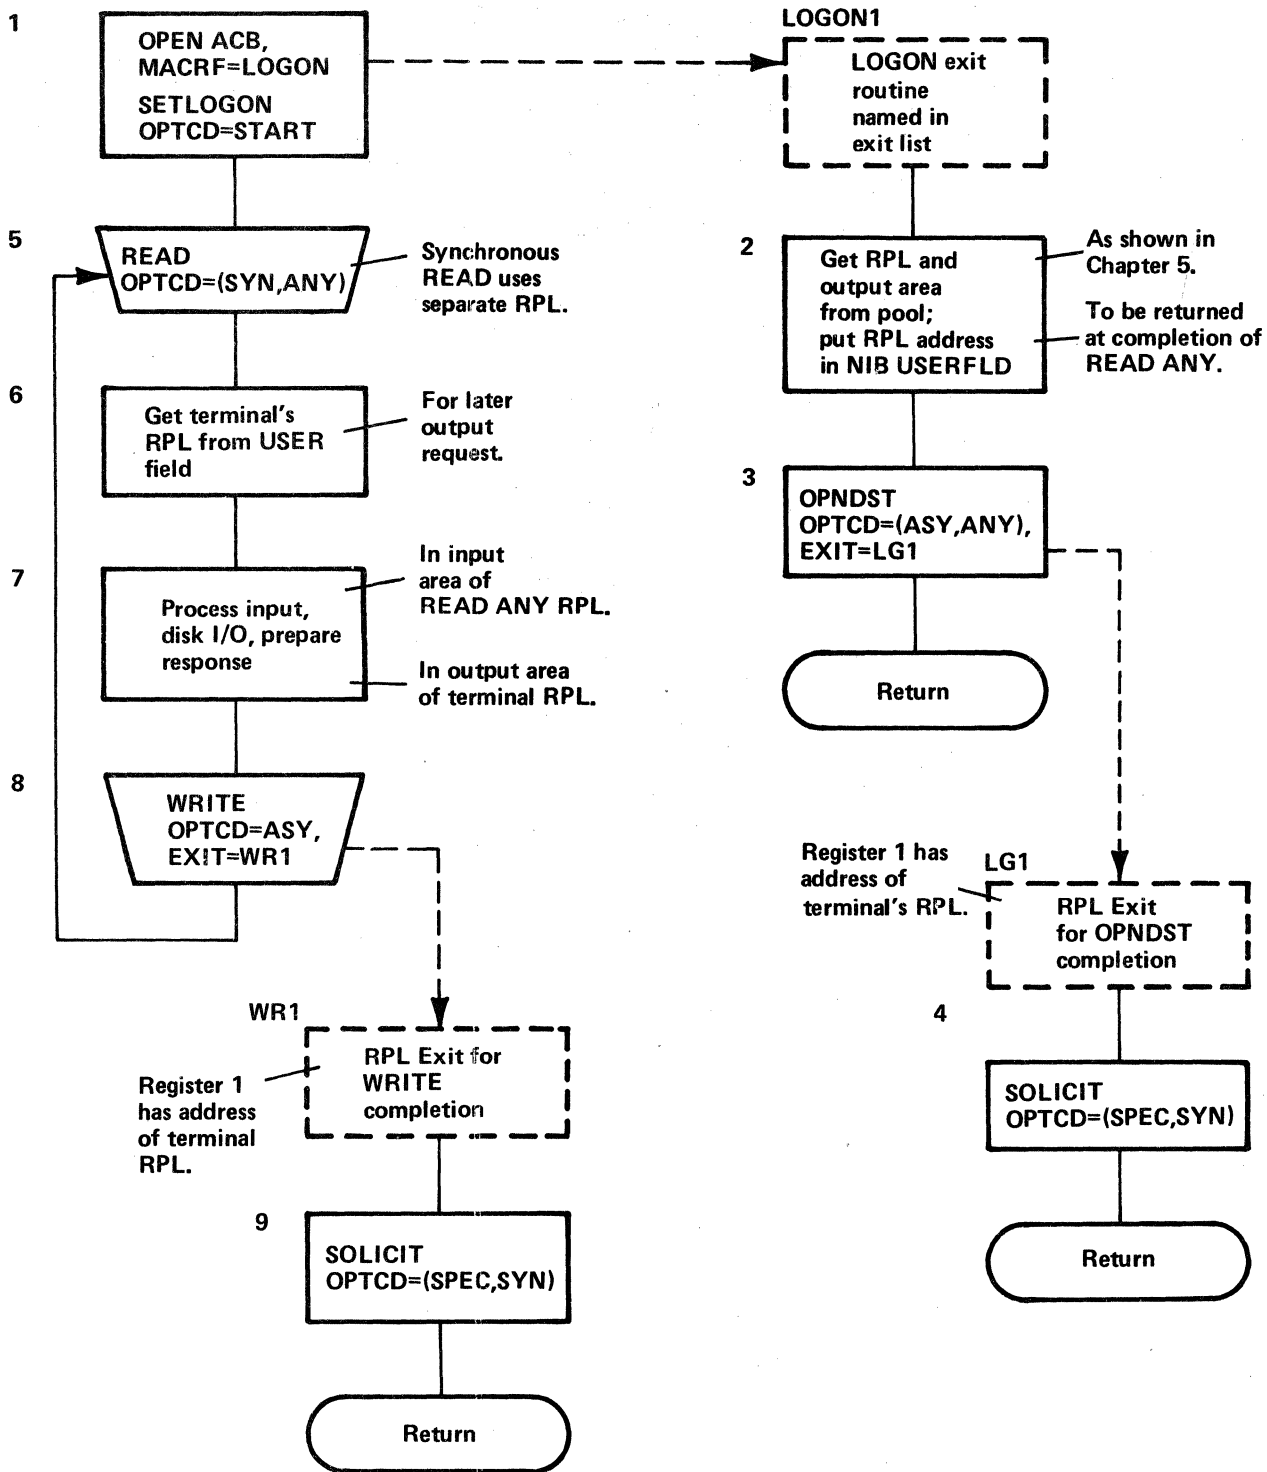 1
OPEN ACB,
MACRF=LOGON
SETLOGON
OPTCD=START
LOGON1
LOGON exit
routine
named in
exit list
5
READ
OPTCD=(SYN,ANY)
Synchronous
READ uses
separate RPL.
2
Get RPL and
output area
from pool;
put RPL address
in NIB USERFLD
As shown in
Chapter 5.
To be returned
at completion of
READ ANY.
6
Get terminal's
RPL from USER
field
For later
output
request.
3
OPNDST
OPTCD=(ASY,ANY),
EXIT=LG1
7
Process input,
disk I/O, prepare
response
In input
area of
READ ANY RPL.
In output area
of terminal RPL.
Return
8
WRITE
OPTCD=ASY,
EXIT=WR1
Register 1 has
address of
terminal's RPL.
LG1
RPL Exit
for OPNDST
completion
WR1
RPL Exit for
WRITE
completion
Register 1
has address
of terminal
RPL.
4
SOLICIT
OPTCD=(SPEC,SYN)
Return
9
SOLICIT
OPTCD=(SPEC,SYN)
Return